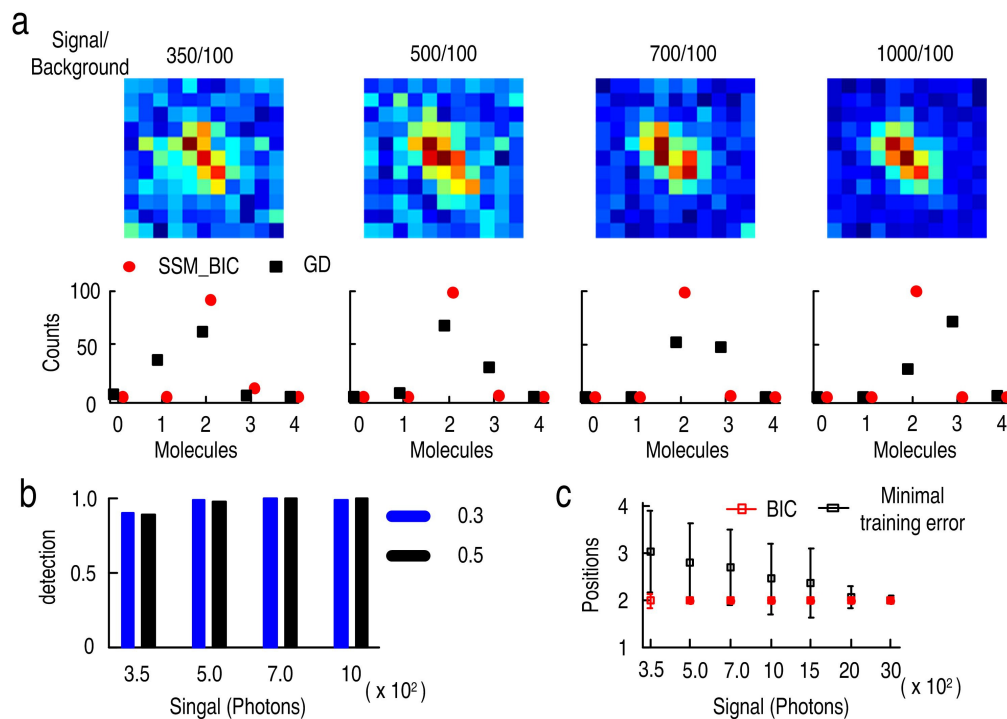 a
Signal/
Background
350/100
500/100
700/100
1000/100
SSM_BIC
GD
Counts
100
50
0
0 1 2 3 4
Molecules
0 1 2 3 4
Molecules
0 1 2 3 4
Molecules
0 1 2 3 4
Molecules
b
detection
1.0
0.5
0
3.5 5.0 7.0 10
( x 10²)
Singal (Photons)
0.3
0.5
c
BIC
Minimal
training error
Positions
4
3
2
1
3.5 5.0 7.0 10 15 20 30
( x 10²)
Signal (Photons)